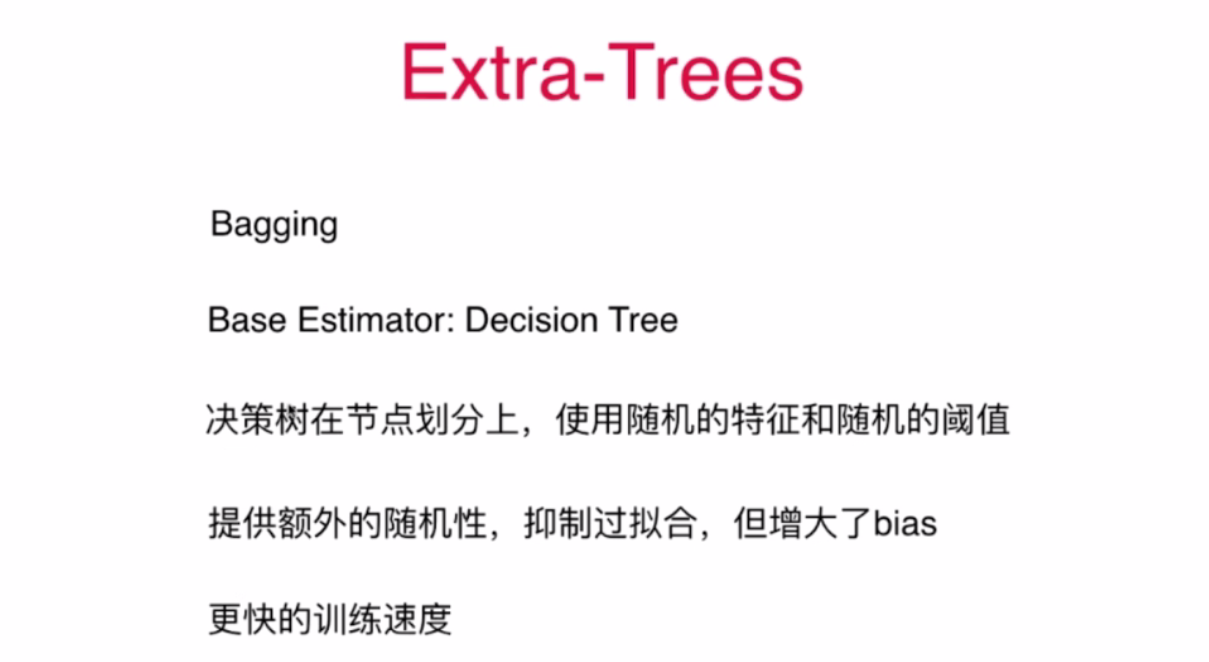 Extra-Trees
Bagging
Base Estimator: Decision Tree
决策树在节点划分上，使用随机的特征和随机的阈值
提供额外的随机性，抑制过拟合，但增大了bias
更快的训练速度